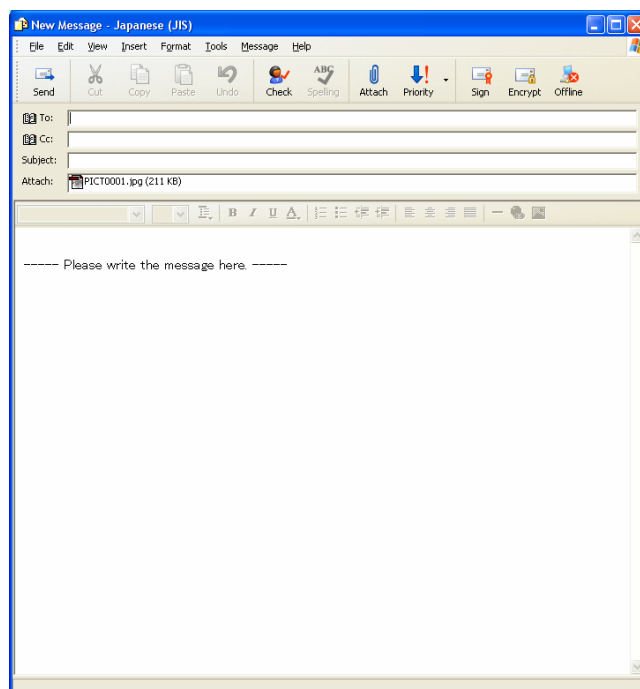 New Message - Japanese (JIS)
File Edit View Insert Format Tools Message Help
Send Cut Copy Paste Undo Check Spelling Attach Priority Sign Encrypt Offline
ABC
To:
Cc:
Subject:
Attach: PICT0001.jpg (211 KB)
B I U A
----- Please write the message here. -----